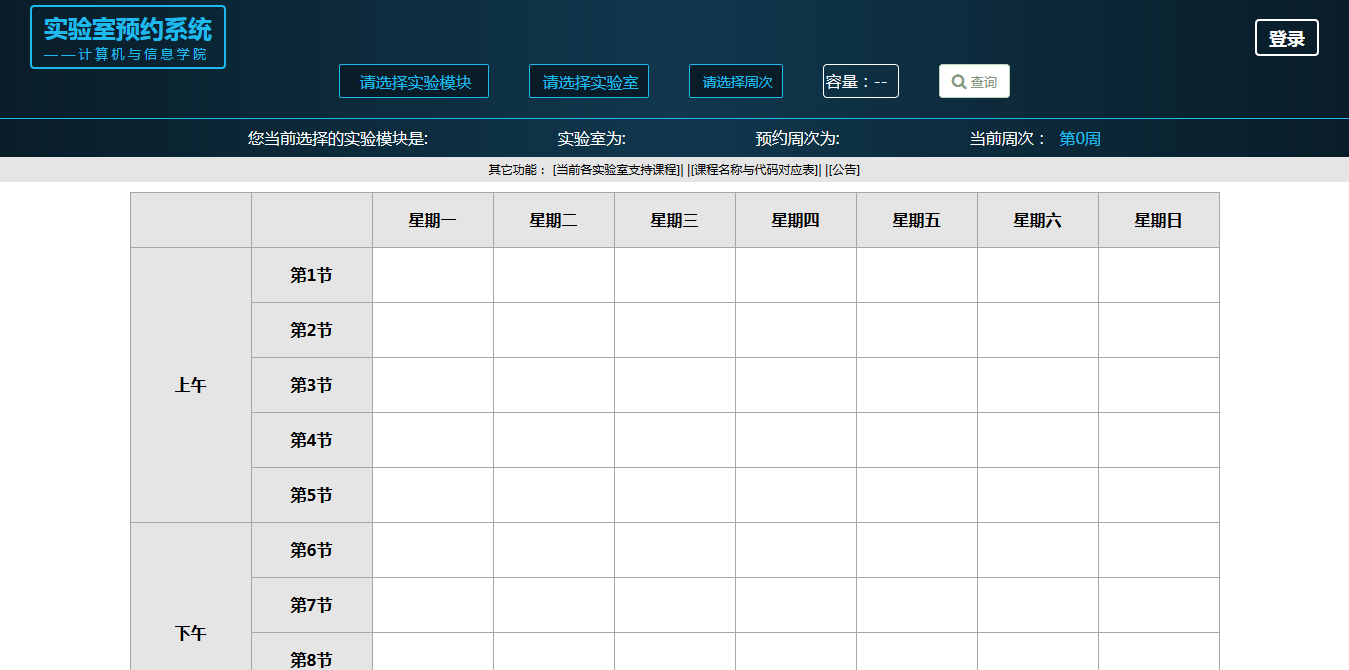 实验室预约系统
——计算机与信息学院
登录
请选择实验模块 请选择实验室 请选择周次 容量：-- 查询
您当前选择的实验模块是: 实验室为: 预约周次为: 当前周次： 第0周
其它功能： [当前各实验室支持课程]| |[课程名称与代码对应表]| |[公告]
星期一 星期二 星期三 星期四 星期五 星期六 星期日
上午
第1节
第2节
第3节
第4节
第5节
下午
第6节
第7节
第8节